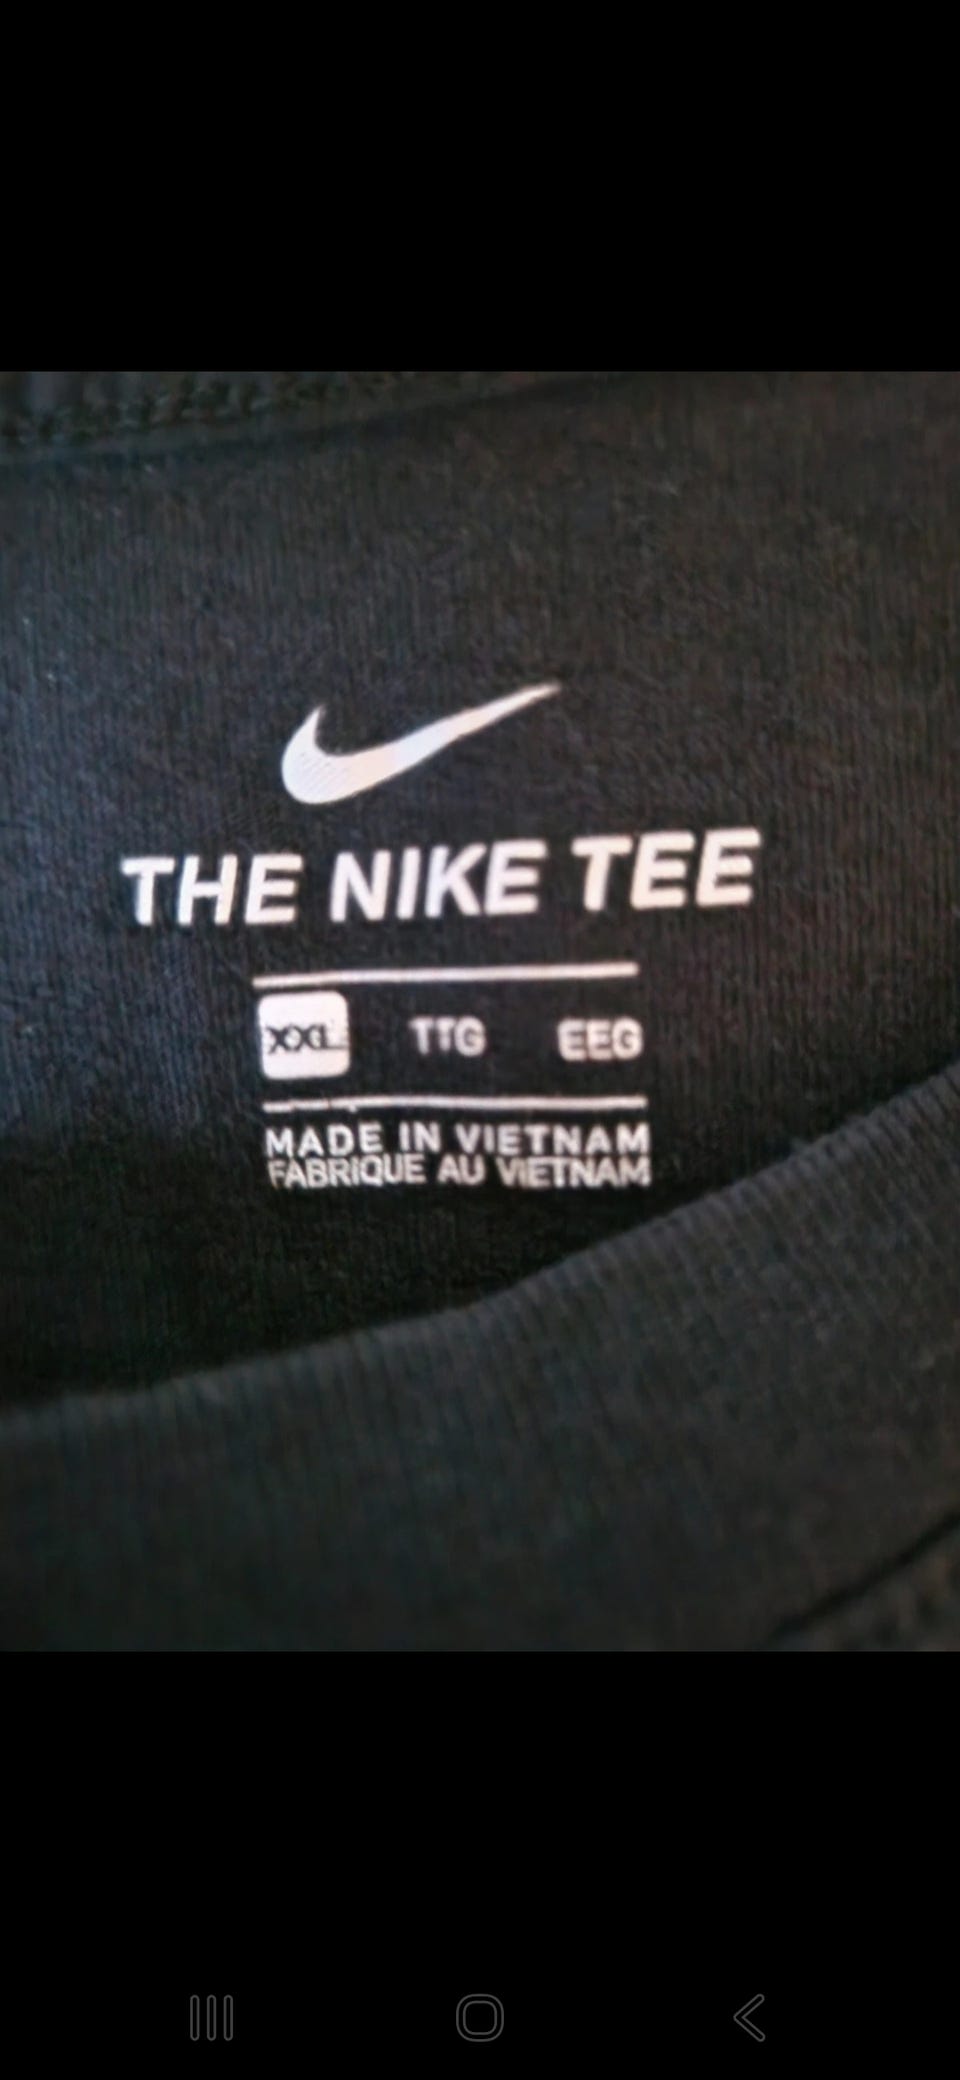 THE NIKE TEE
XXL TTG EEG
MADE IN VIETNAM
FABRIQUE AU VIETNAM